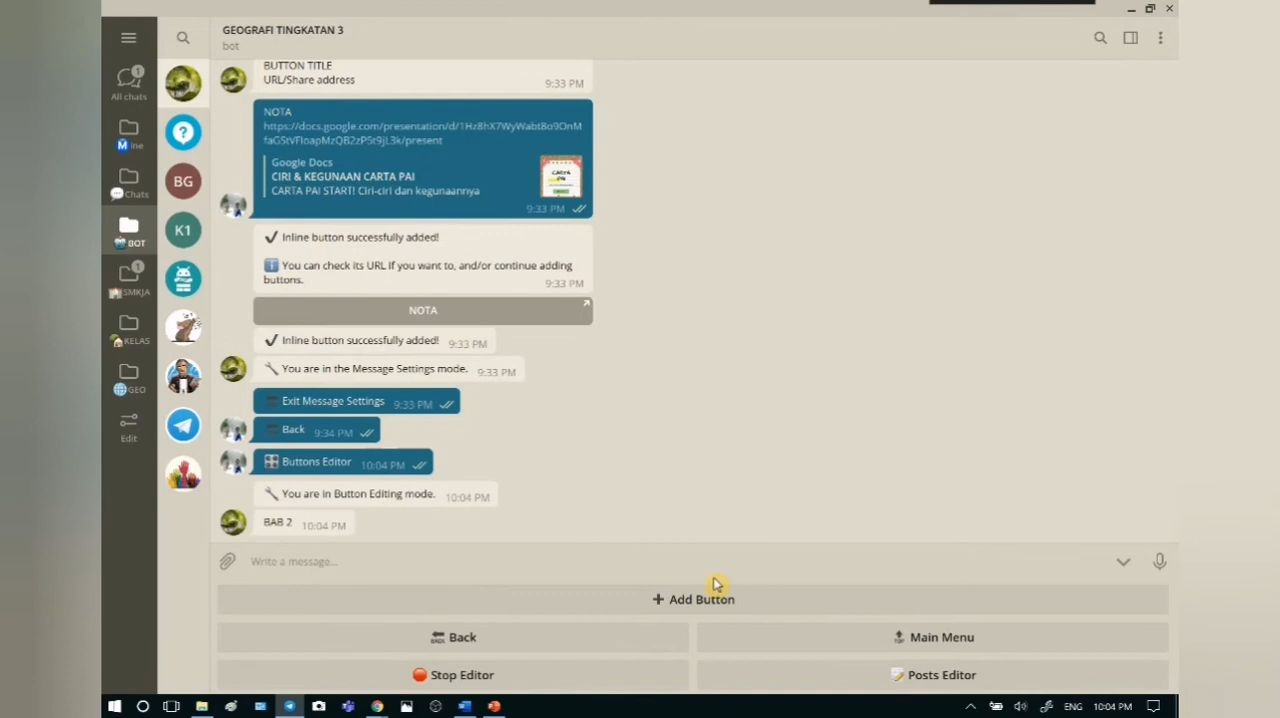 GEOGRAFI TINGKATAN 3
bot
All chats
1
Mine
Chats
BOT
1
SMKJA
KELAS
GEO
Edit
BG
K1
BUTTON TITLE
URL/Share address
9:33 PM
NOTA
https://docs.google.com/presentation/d/1Hz8hX7WyWabt8o9OnM
faGStVFIoapMzQB2zP5t9jL3k/present
Google Docs
CIRI & KEGUNAAN CARTA PAI
CARTA PAI START! Ciri-ciri dan kegunaannya
9:33 PM
Inline button successfully added!
You can check its URL if you want to, and/or continue adding
buttons.
9:33 PM
NOTA
Inline button successfully added! 9:33 PM
You are in the Message Settings mode. 9:33 PM
Exit Message Settings 9:33 PM
Back 9:34 PM
Buttons Editor 10:04 PM
You are in Button Editing mode. 10:04 PM
BAB 2 10:04 PM
Write a message...
+ Add Button
Back
Main Menu
Stop Editor
Posts Editor
ENG 10:04 PM